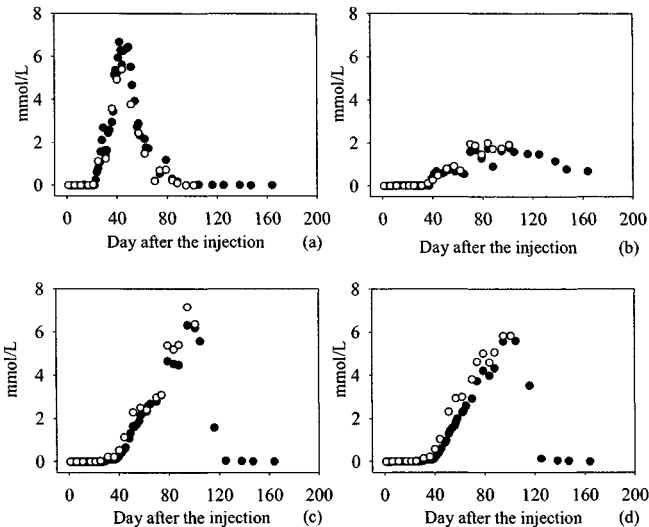 8
6
4
2
0
mmol/L
0 40 80 120 160 200
Day after the injection (a)
8
6
4
2
0
mmol/L
0 40 80 120 160 200
Day after the injection (b)
8
6
4
2
0
mmol/L
0 40 80 120 160 200
Day after the injection (c)
8
6
4
2
0
mmol/L
0 40 80 120 160 200
Day after the injection (d)